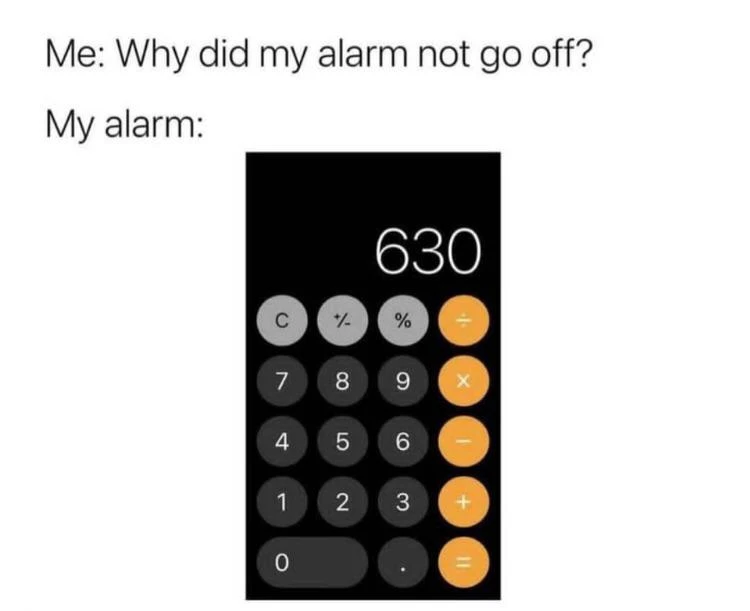 Me: Why did my alarm not go off?
My alarm:
630
C +/- % ÷
7 8 9 ×
4 5 6 −
1 2 3 +
0 . =